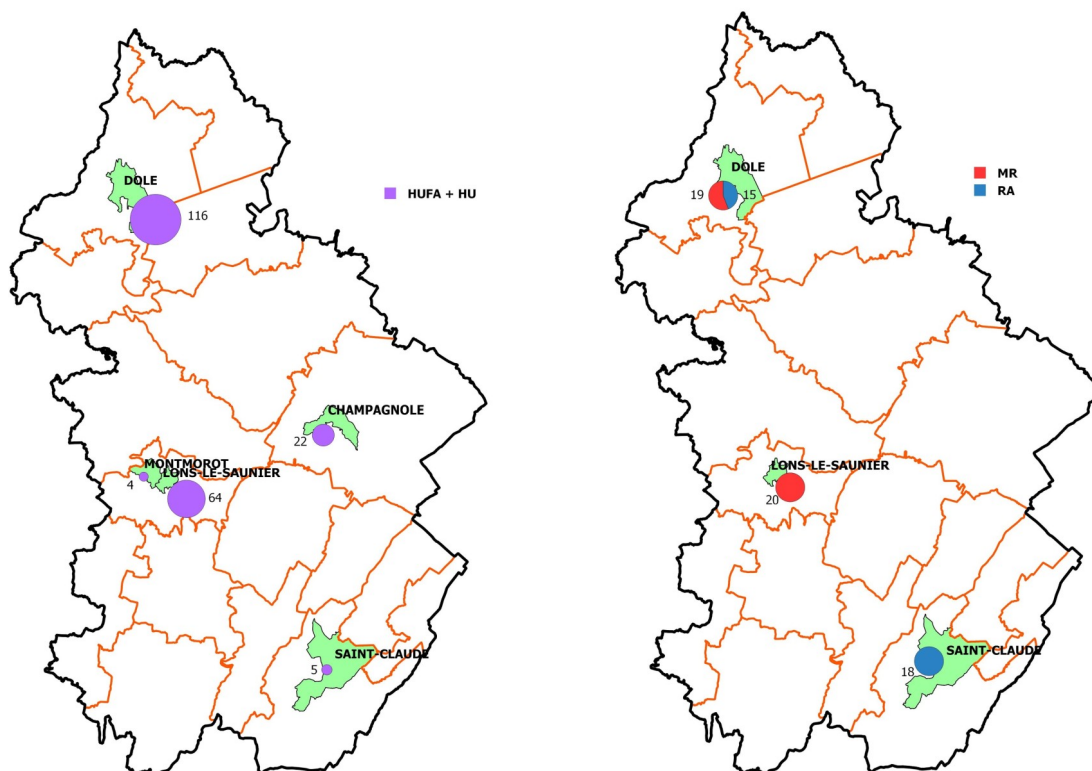 DOLE
116
HUFA + HU
CHAMPAGNOLE
22
MONTMOROT
LONS-LE-SAUNIER
4
64
SAINT-CLAUDE
5
DOLE
19
15
MR
RA
LONS-LE-SAUNIER
20
SAINT-CLAUDE
18